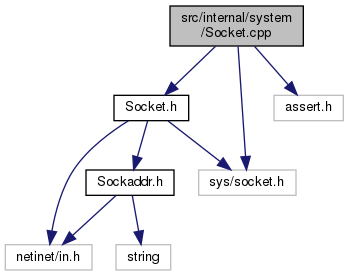 src/internal/system
/Socket.cpp
Socket.h
assert.h
Sockaddr.h
sys/socket.h
netinet/in.h
string